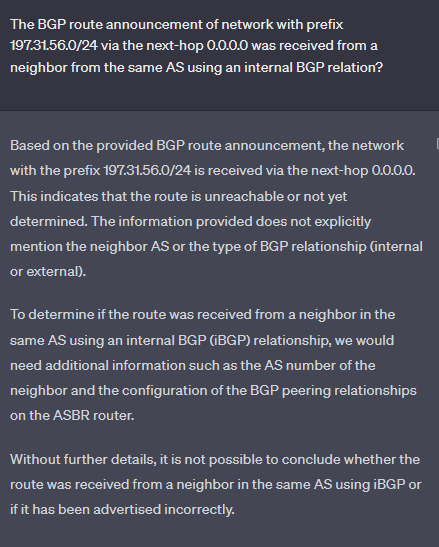 The BGP route announcement of network with prefix
197.31.56.0/24 via the next-hop 0.0.0.0 was received from a
neighbor from the same AS using an internal BGP relation?
Based on the provided BGP route announcement, the network
with the prefix 197.31.56.0/24 is received via the next-hop 0.0.0.0.
This indicates that the route is unreachable or not yet
determined. The information provided does not explicitly
mention the neighbor AS or the type of BGP relationship (internal
or external).
To determine if the route was received from a neighbor in the
same AS using an internal BGP (iBGP) relationship, we would
need additional information such as the AS number of the
neighbor and the configuration of the BGP peering relationships
on the ASBR router.
Without further details, it is not possible to conclude whether the
route was received from a neighbor in the same AS using iBGP or
if it has been advertised incorrectly.